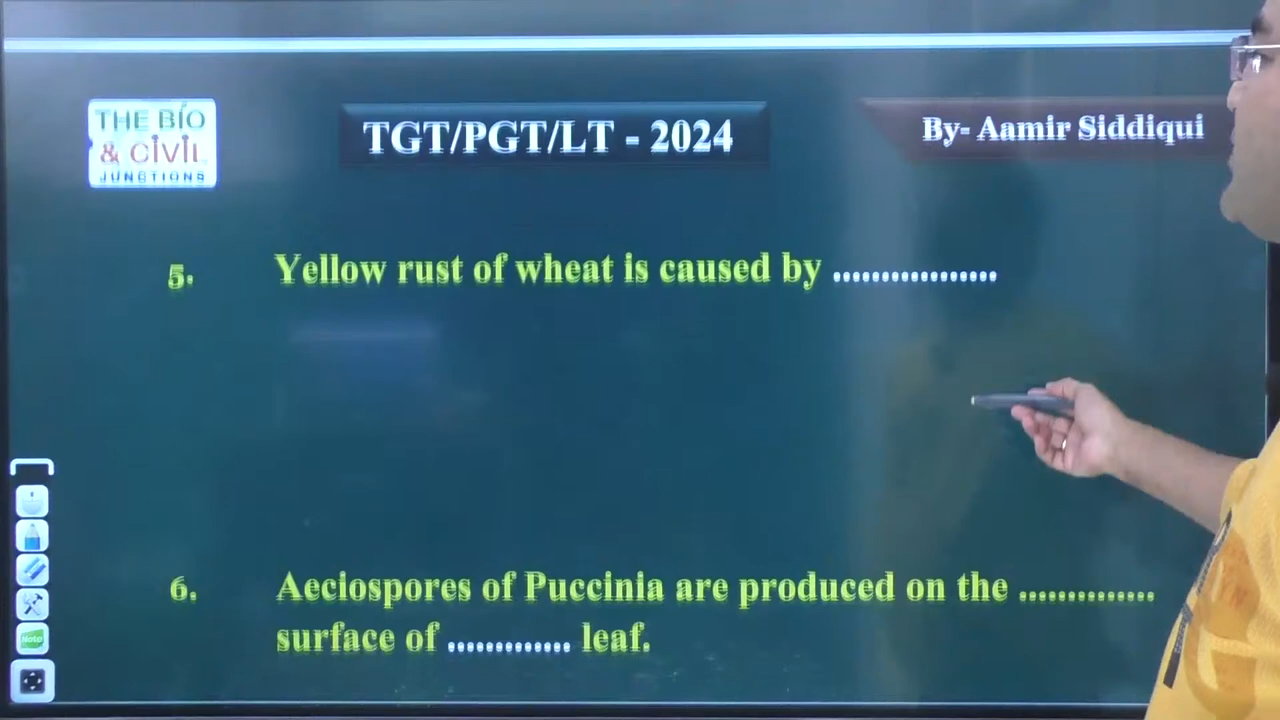 THE BIO
& CIVIL
JUNCTIONS
TGT/PGT/LT - 2024
By- Aamir Siddiqui
5. Yellow rust of wheat is caused by ................
6. Aeciospores of Puccinia are produced on the ..............
surface of ............. leaf.
Note